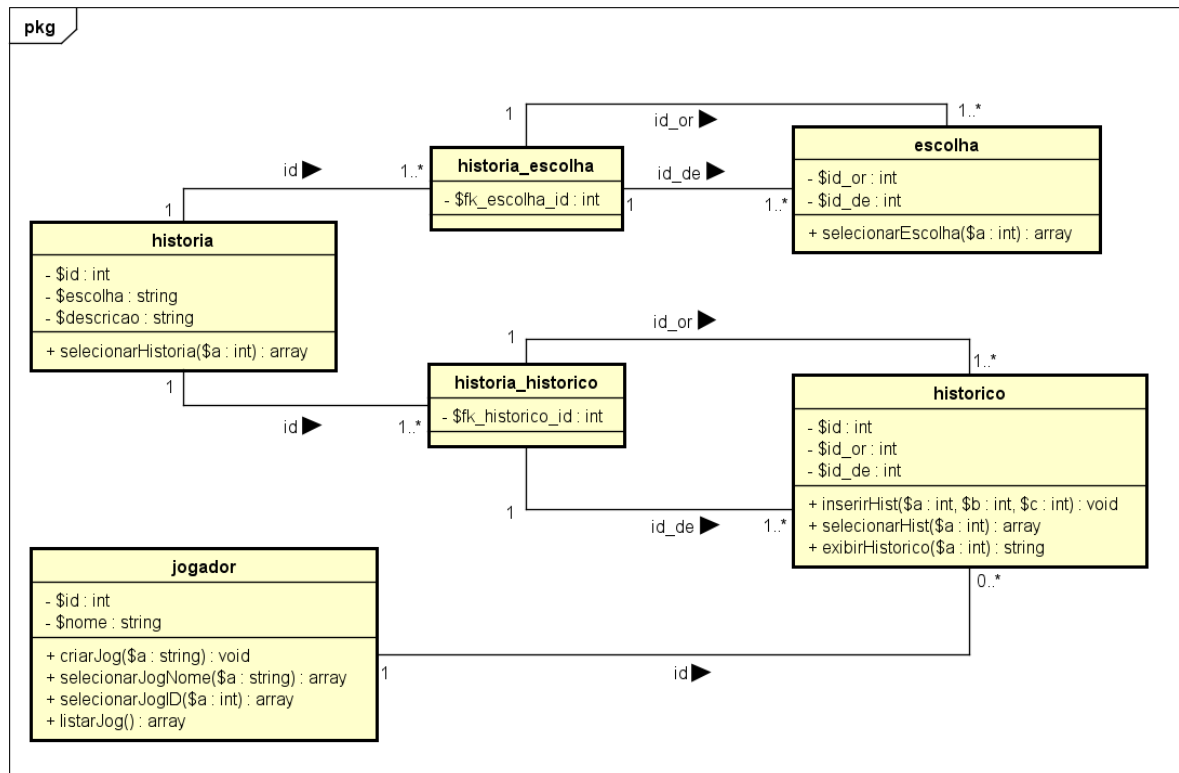 pkg
1
id_or ▶
1..*
historia_escolha
- $fk_escolha_id : int
id ▶
1..*
1
id_de ▶
1
1..*
escolha
- $id_or : int
- $id_de : int
+ selecionarEscolha($a : int) : array
historia
- $id : int
- $escolha : string
- $descricao : string
+ selecionarHistoria($a : int) : array
1
id ▶
1..*
1
id_or ▶
1..*
historia_historico
- $fk_historico_id : int
1
id_de ▶
1..*
historico
- $id : int
- $id_or : int
- $id_de : int
+ inserirHist($a : int, $b : int, $c : int) : void
+ selecionarHist($a : int) : array
+ exibirHistorico($a : int) : string
0..*
jogador
- $id : int
- $nome : string
+ criarJog($a : string) : void
+ selecionarJogNome($a : string) : array
+ selecionarJogID($a : int) : array
+ listarJog() : array
1
id ▶